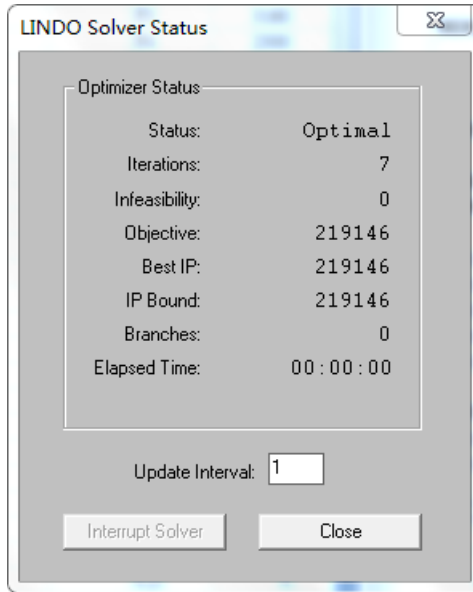 LINDO Solver Status
Optimizer Status
Status: Optimal
Iterations: 7
Infeasibility: 0
Objective: 219146
Best IP: 219146
IP Bound: 219146
Branches: 0
Elapsed Time: 00:00:00
Update Interval: 1
Interrupt Solver Close